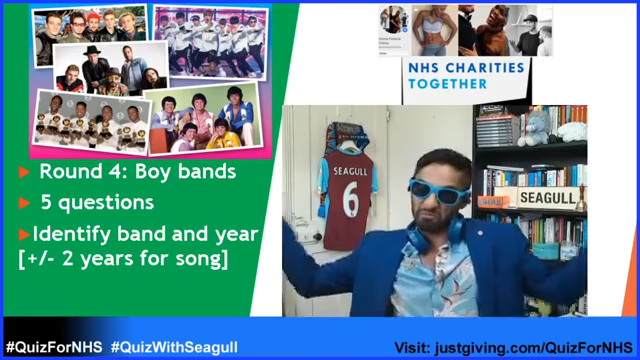 NHS CHARITIES
TOGETHER
▶ Round 4: Boy bands
▶ 5 questions
▶Identify band and year
[+/- 2 years for song]
SEAGULL
6
SEAGULL
#QuizForNHS #QuizWithSeagull
Visit: justgiving.com/QuizForNHS